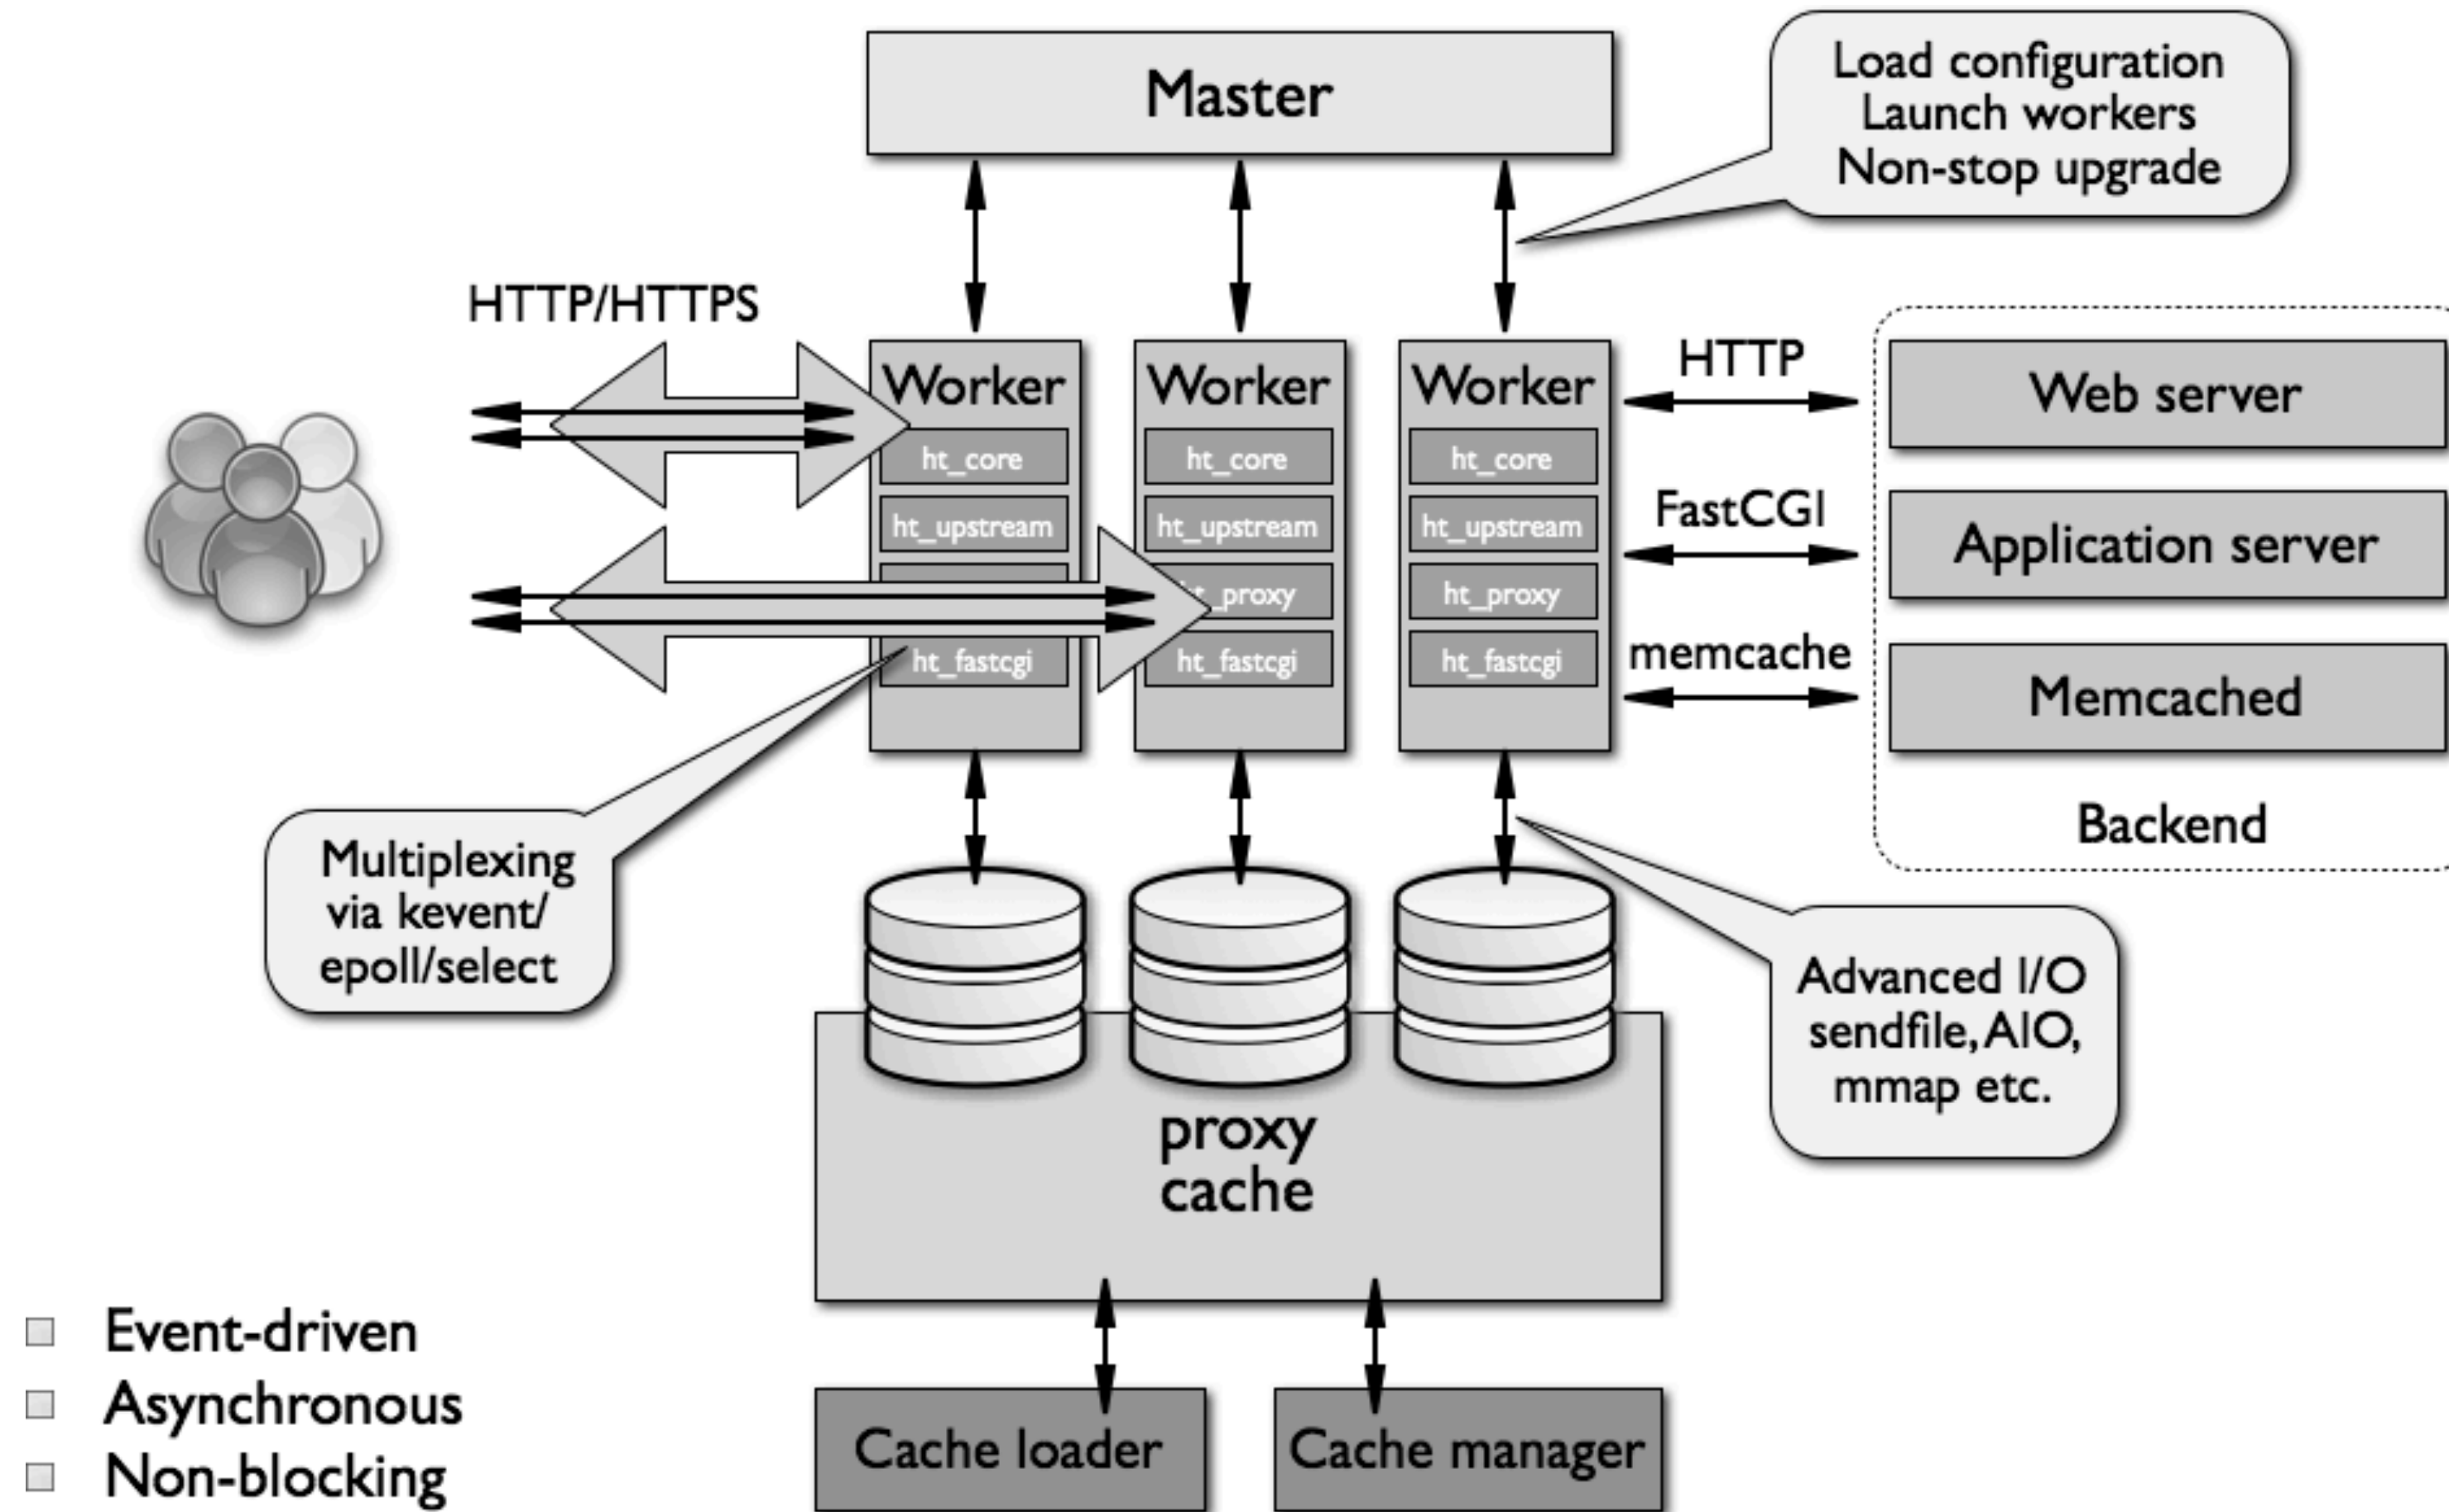 Master
Load configuration
Launch workers
Non-stop upgrade
HTTP/HTTPS
Worker
ht_core
ht_upstream
ht_fastcgi
Worker
ht_core
ht_upstream
_proxy
ht_fastcgi
Worker
ht_core
ht_upstream
ht_proxy
ht_fastcgi
HTTP
FastCGI
memcache
Web server
Application server
Memcached
Backend
Multiplexing
via kevent/
epoll/select
Advanced I/O
sendfile, AIO,
mmap etc.
proxy
cache
Cache loader
Cache manager
Event-driven
Asynchronous
Non-blocking